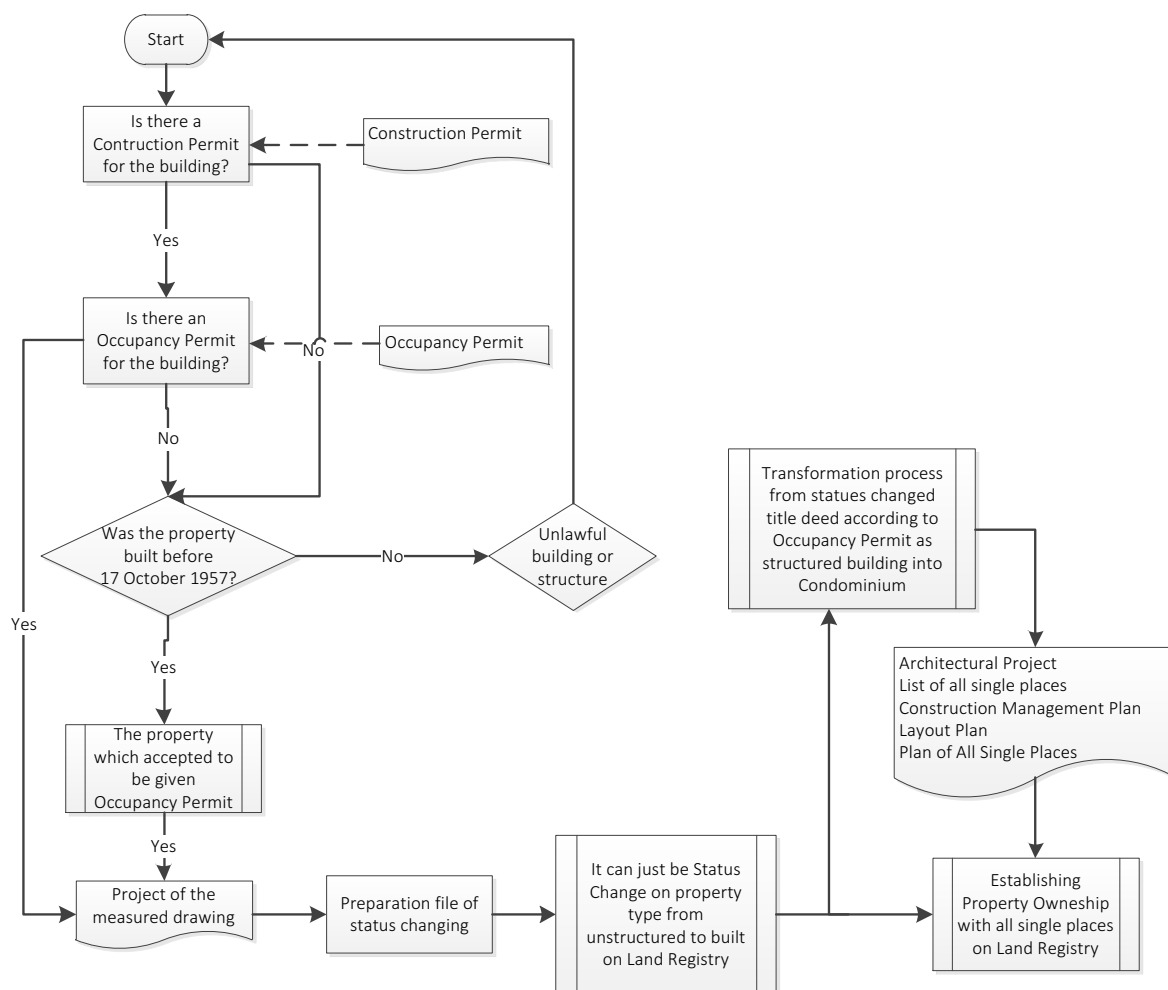 Start
Is there a
Contruction Permit
for the building?
Construction Permit
Yes
Is there an
Occupancy Permit
for the building?
Occupancy Permit
No
No
Was the property
built before
17 October 1957?
No
Unlawful
building or
structure
Yes
Yes
The property
which accepted to
be given
Occupancy Permit
Yes
Project of the
measured drawing
Preparation file of
status changing
It can just be Status
Change on property
type from
unstructured to built
on Land Registry
Transformation process
from statues changed
title deed according to
Occupancy Permit as
structured building into
Condominium
Architectural Project
List of all single places
Construction Management Plan
Layout Plan
Plan of All Single Places
Establishing
Property Owneship
with all single places
on Land Registry